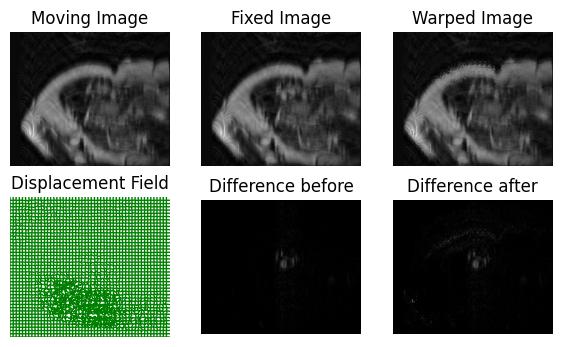 Moving Image
Fixed Image
Warped Image
Displacement Field
Difference before
Difference after